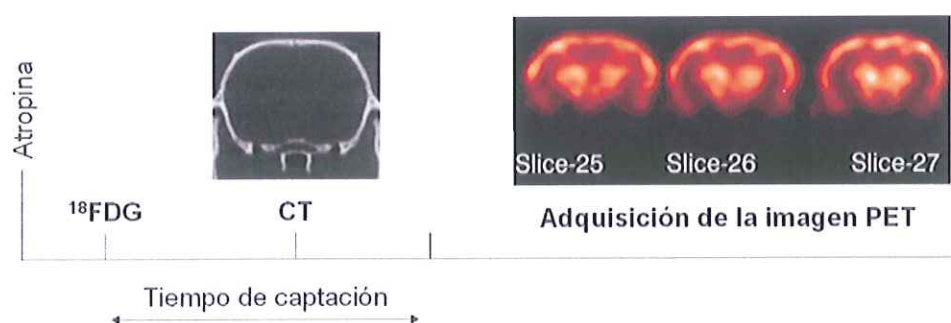 Atropina
Slice-25 Slice-26 Slice-27
¹⁸FDG CT Adquisición de la imagen PET
Tiempo de captación